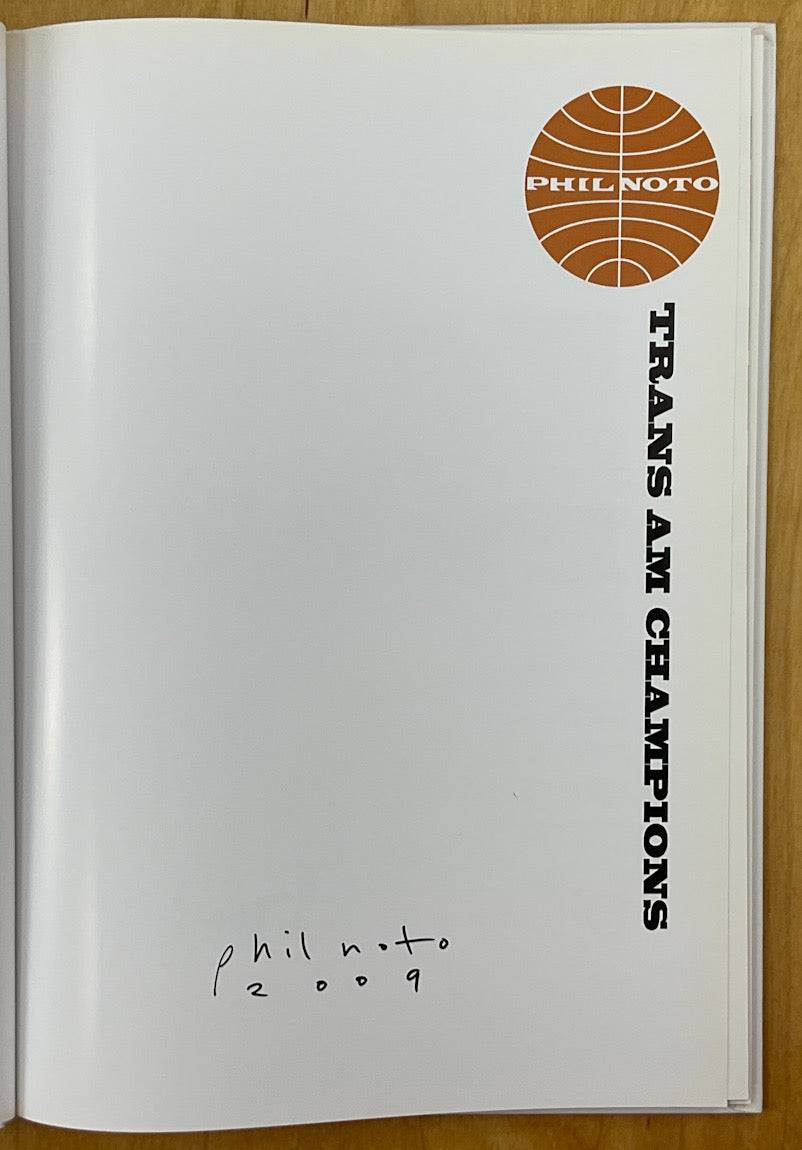 PHIL NOTO
TRANS AM CHAMPIONS
phil noto
2009